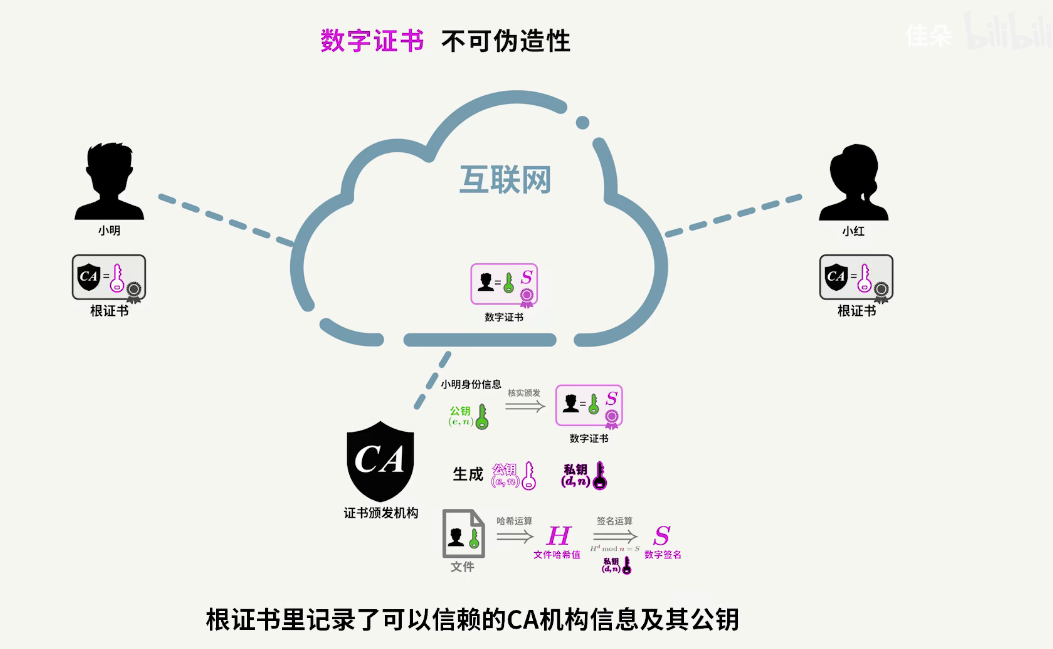 数字证书 不可伪造性
佳朵 bilibili
互联网
小明
小红
CA=
根证书
CA=
根证书
= S
数字证书
小明身份信息
核实颁发
公钥
(e,n)
= S
数字证书
CA
证书颁发机构
生成 公钥 (e,n) 私钥 (d,n)
哈希运算
H
签名运算
S
H^d mod n = S
文件哈希值
数字签名
私钥
(d,n)
文件
根证书里记录了可以信赖的CA机构信息及其公钥